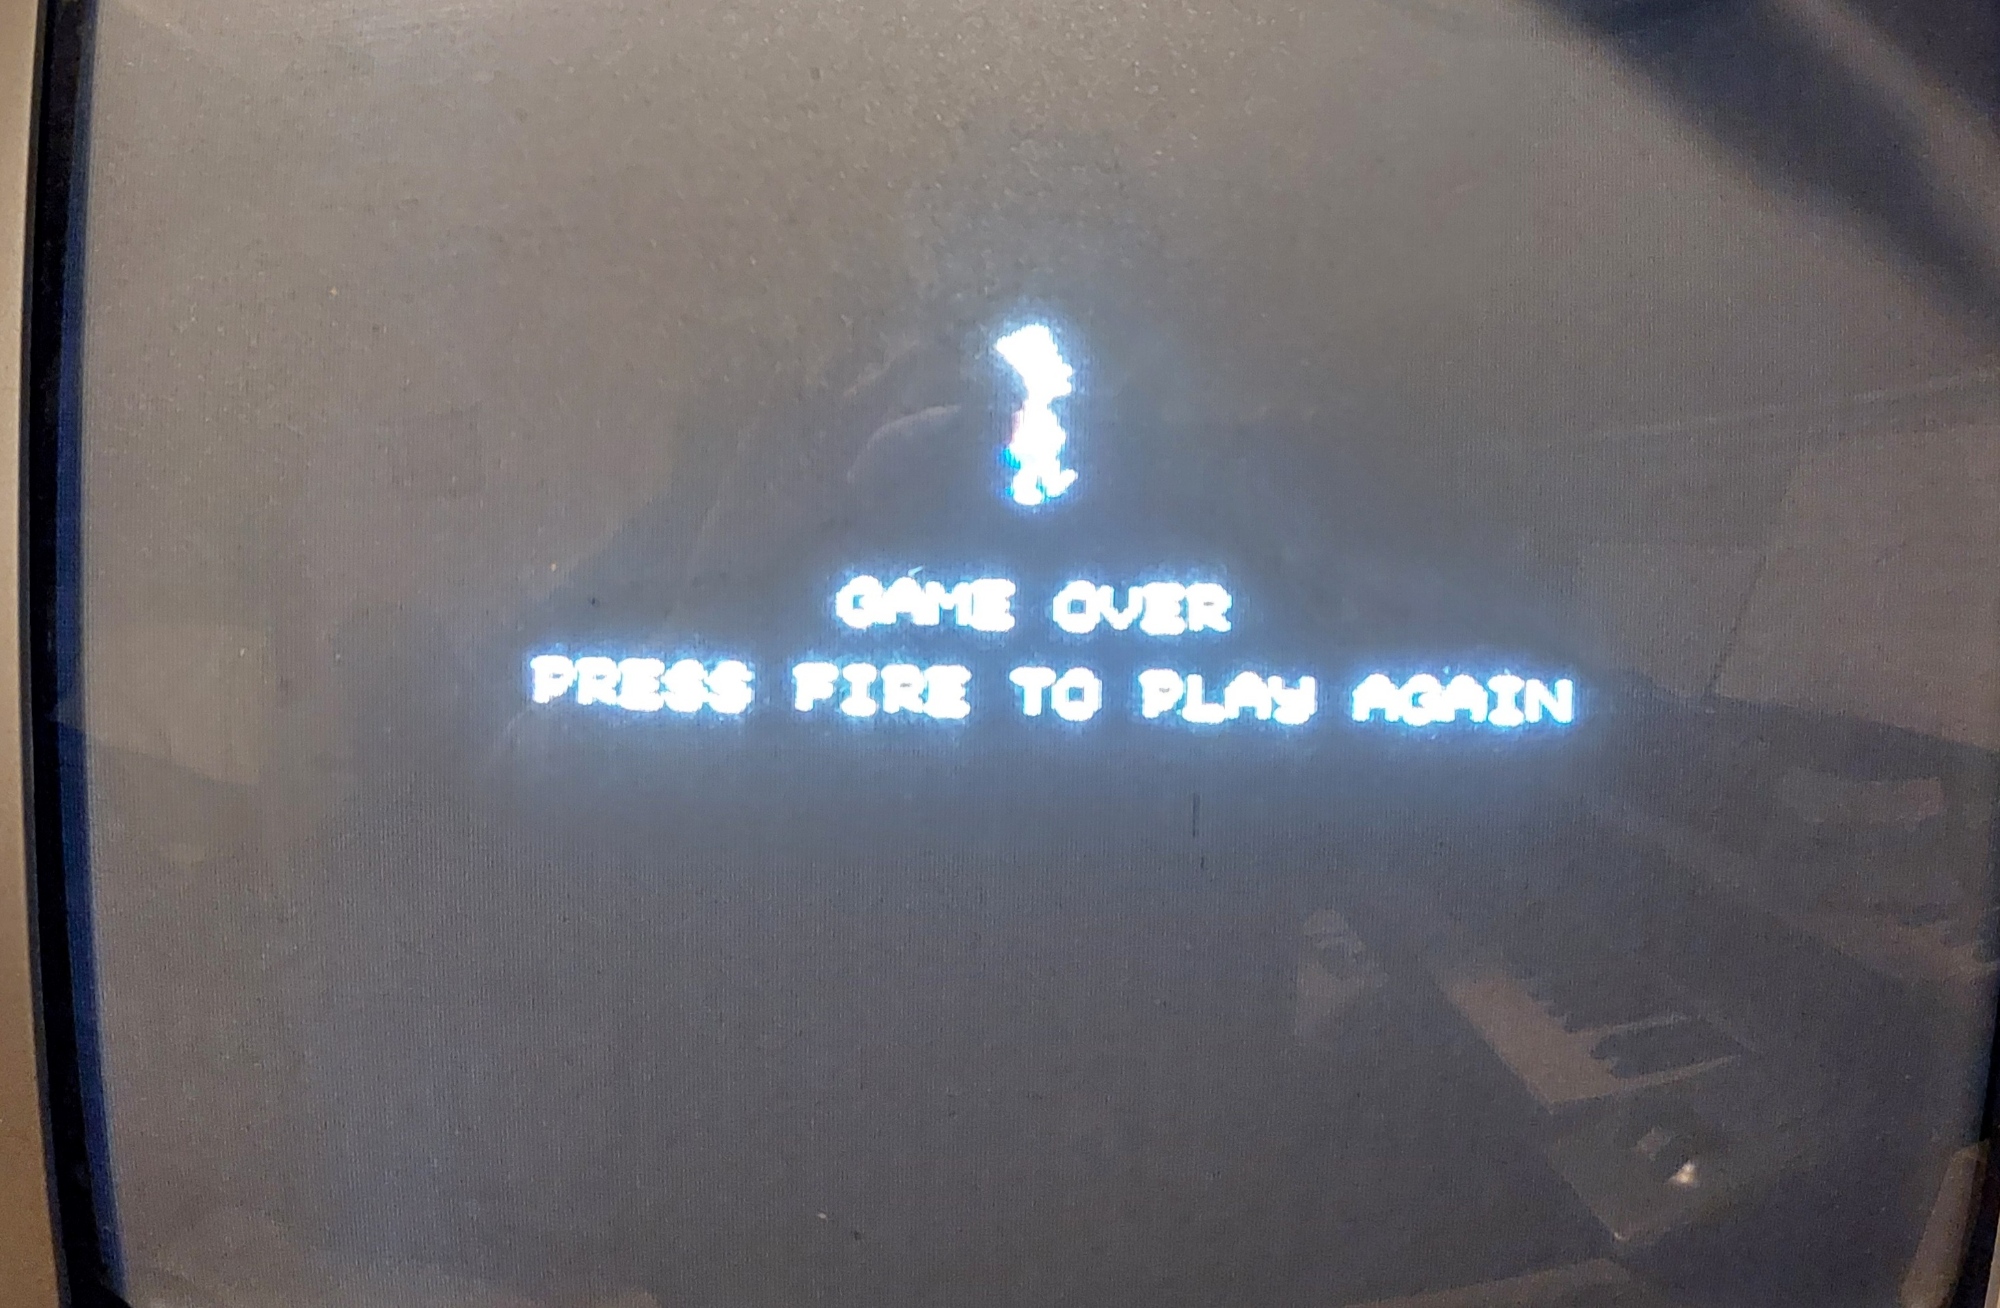 GAME OVER
PRESS FIRE TO PLAY AGAIN